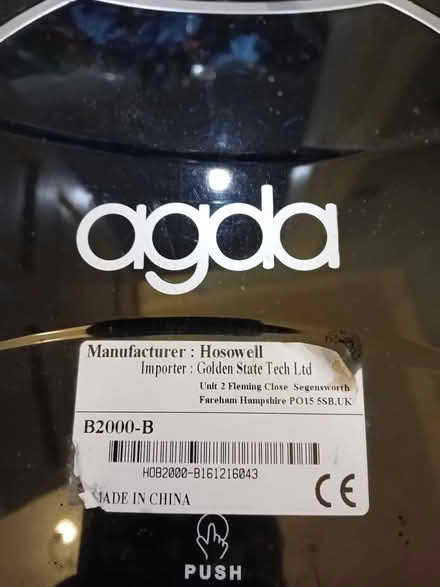 agda
Manufacturer : Hosowell
Importer : Golden State Tech Ltd
Unit 2 Fleming Close Segensworth
Fareham Hampshire PO15 5SB,UK
B2000-B
HOB2000-B161216043
MADE IN CHINA
CE
PUSH